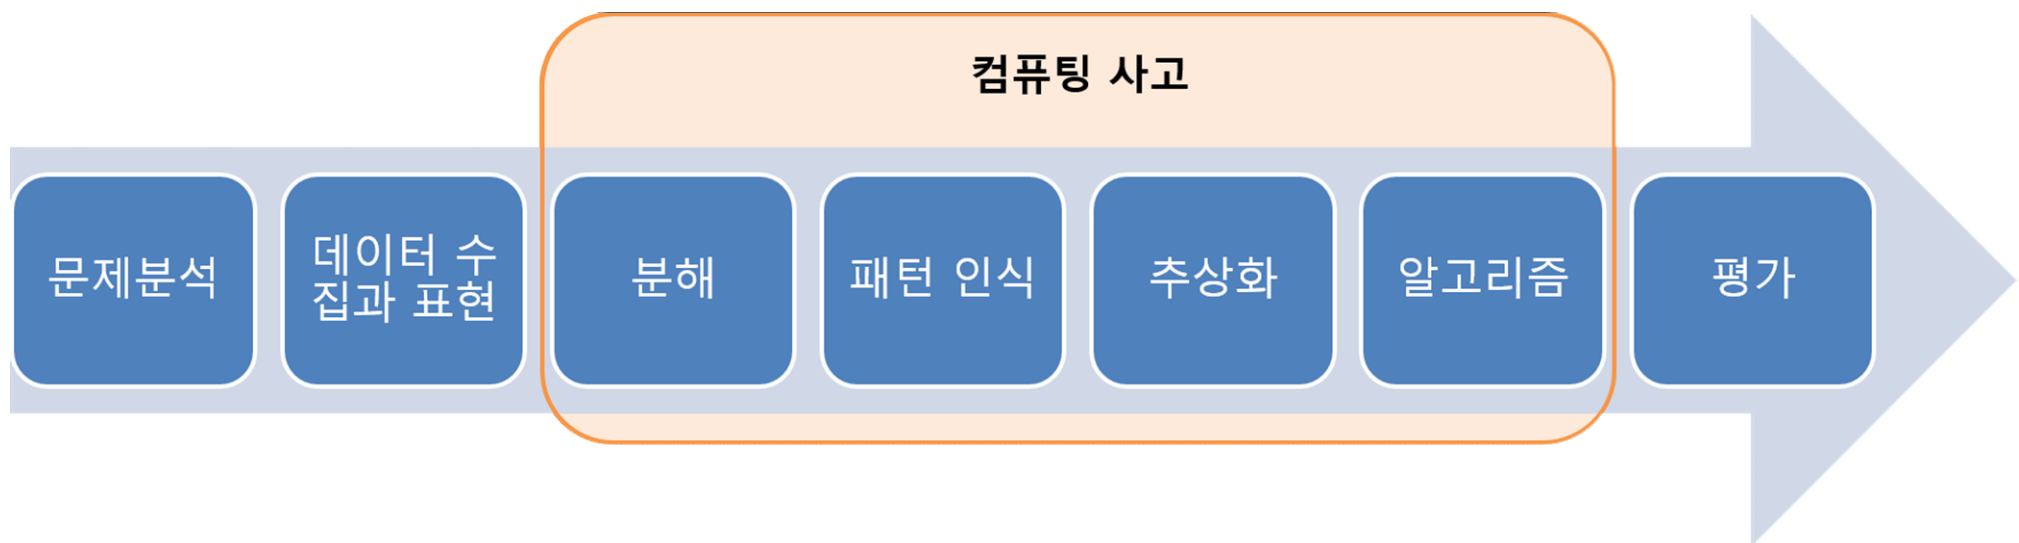 컴퓨팅 사고
문제분석
데이터 수
집과 표현
분해
패턴 인식
추상화
알고리즘
평가